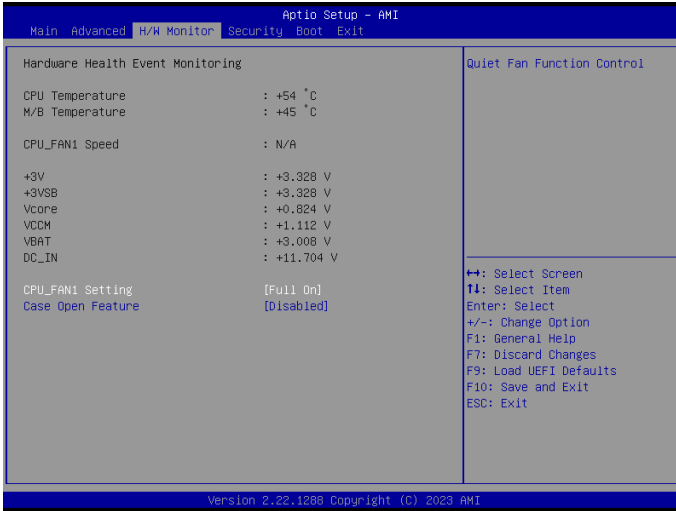 Aptio Setup – AMI
Main Advanced H/W Monitor Security Boot Exit
Hardware Health Event Monitoring
CPU Temperature : +54 °C
M/B Temperature : +45 °C
CPU_FAN1 Speed : N/A
+3V : +3.328 V
+3VSB : +3.328 V
Vcore : +0.824 V
VCCM : +1.112 V
VBAT : +3.008 V
DC_IN : +11.704 V
CPU_FAN1 Setting [Full On]
Case Open Feature [Disabled]
Quiet Fan Function Control
↔: Select Screen
↑↓: Select Item
Enter: Select
+/-: Change Option
F1: General Help
F7: Discard Changes
F9: Load UEFI Defaults
F10: Save and Exit
ESC: Exit
Version 2.22.1288 Copyright (C) 2023 AMI